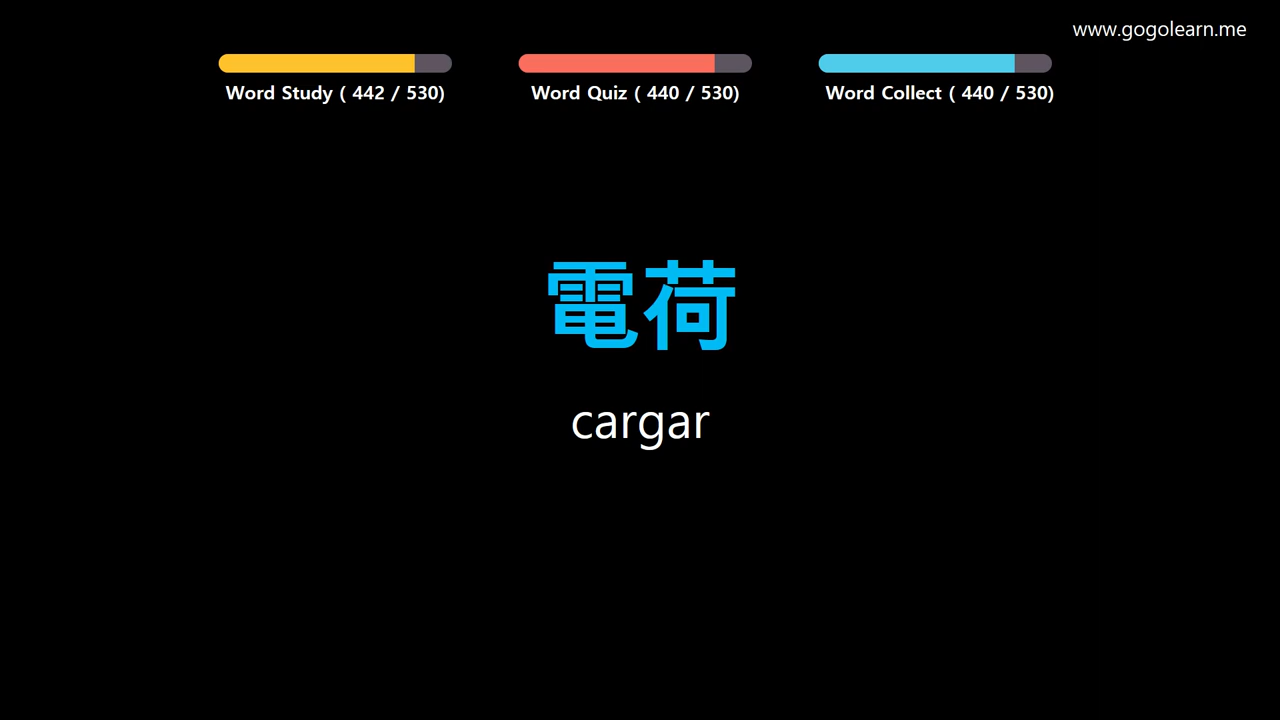 www.gogolearn.me
Word Study ( 442 / 530)
Word Quiz ( 440 / 530)
Word Collect ( 440 / 530)
電荷
cargar